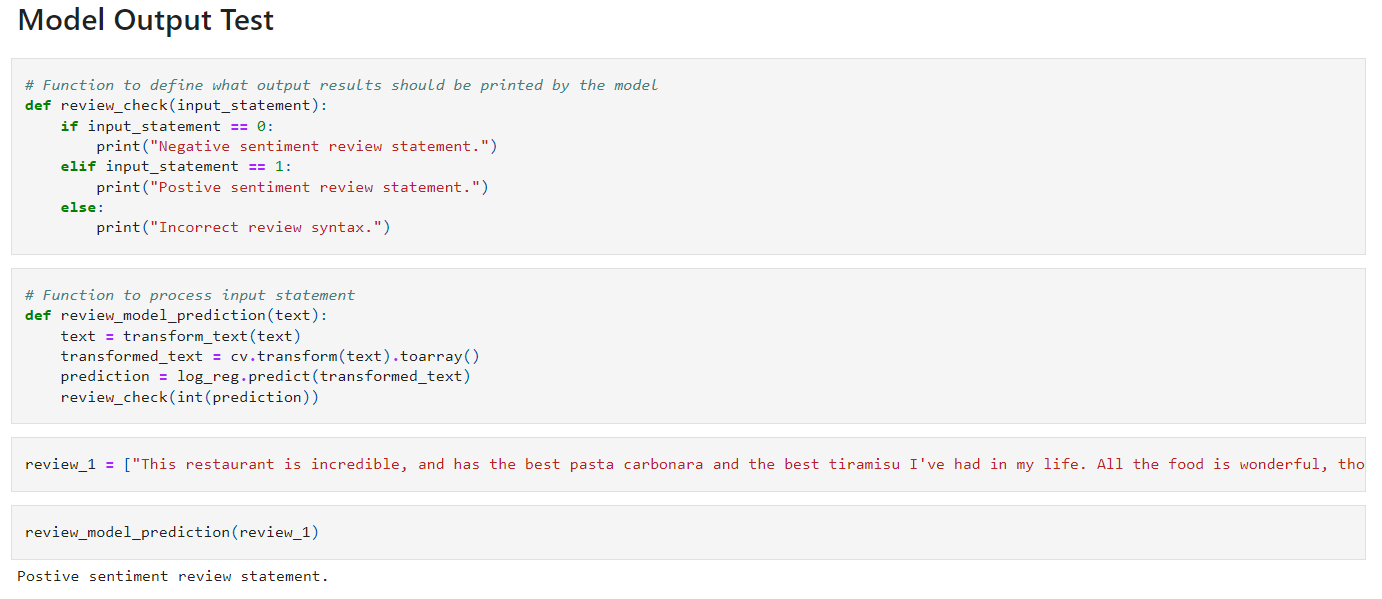 Model Output Test
# Function to define what output results should be printed by the model
def review_check(input_statement):
    if input_statement == 0:
        print("Negative sentiment review statement.")
    elif input_statement == 1:
        print("Postive sentiment review statement.")
    else:
        print("Incorrect review syntax.")
# Function to process input statement
def review_model_prediction(text):
    text = transform_text(text)
    transformed_text = cv.transform(text).toarray()
    prediction = log_reg.predict(transformed_text)
    review_check(int(prediction))
review_1 = ["This restaurant is incredible, and has the best pasta carbonara and the best tiramisu I've had in my life. All the food is wonderful, tho
review_model_prediction(review_1)
Postive sentiment review statement.